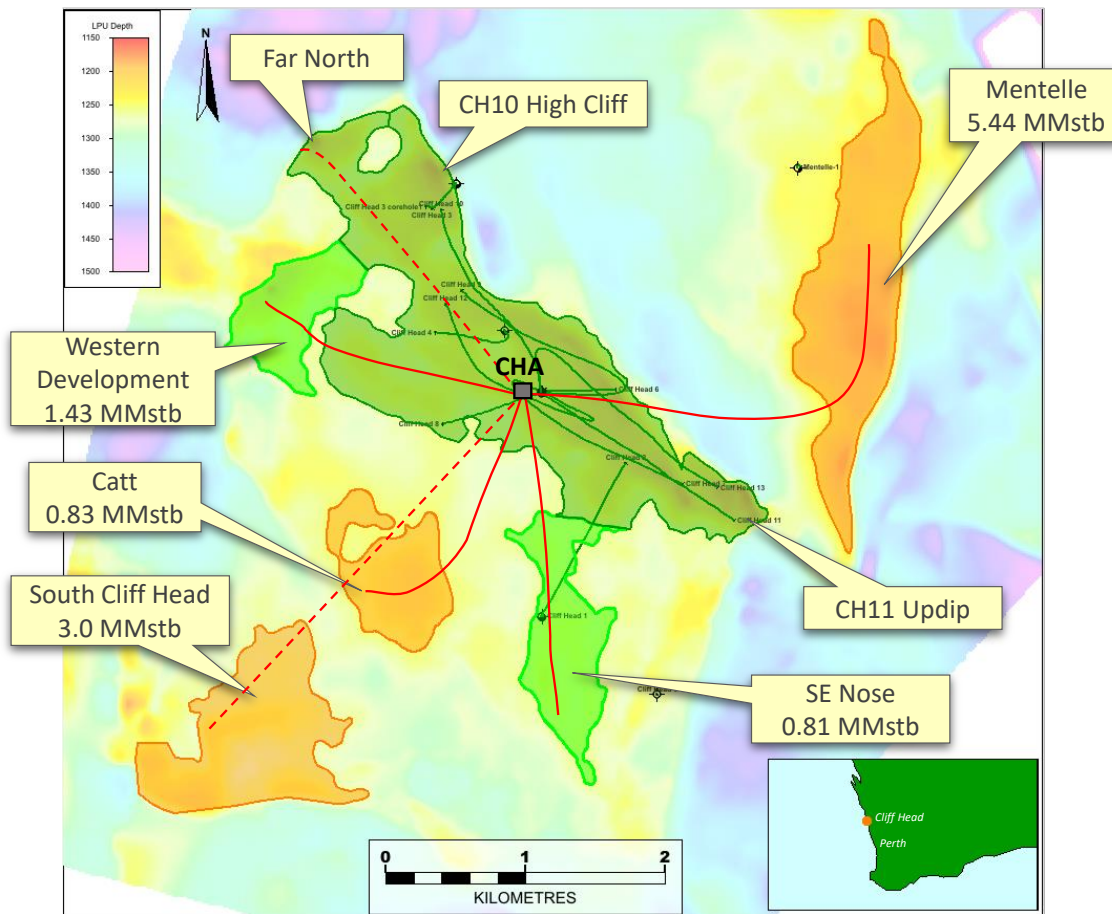 LPU Depth
1150
1200
1250
1300
1350
1400
1450
1500
N
Far North
CH10 High Cliff
Mentelle
5.44 MMstb
Mentelle-1
Cliff Head 3 corehole1
Cliff Head 10
Cliff Head 3
Cliff Head 12
Cliff Head 4
Western
Development
1.43 MMstb
CHA
Cliff Head 6
Cliff Head 8
Cliff Head 13
Cliff Head 11
Catt
0.83 MMstb
South Cliff Head
3.0 MMstb
CH11 Updip
Cliff Head 1
SE Nose
0.81 MMstb
Cliff Head
Perth
0
1
2
KILOMETRES